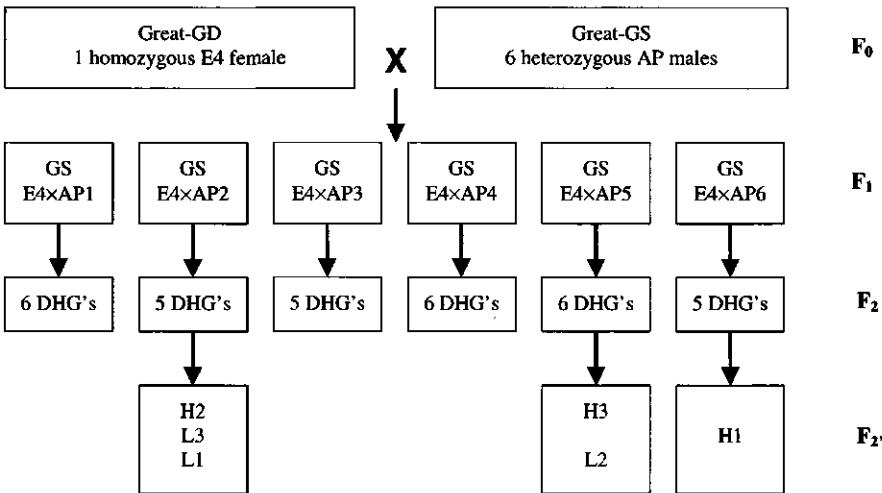 Great-GD
1 homozygous E4 female
X
Great-GS
6 heterozygous AP males
F0
GS
E4×AP1
GS
E4×AP2
GS
E4×AP3
GS
E4×AP4
GS
E4×AP5
GS
E4×AP6
F1
6 DHG's
5 DHG's
5 DHG's
6 DHG's
6 DHG's
5 DHG's
F2
H2
L3
L1
H3
L2
H1
F2'